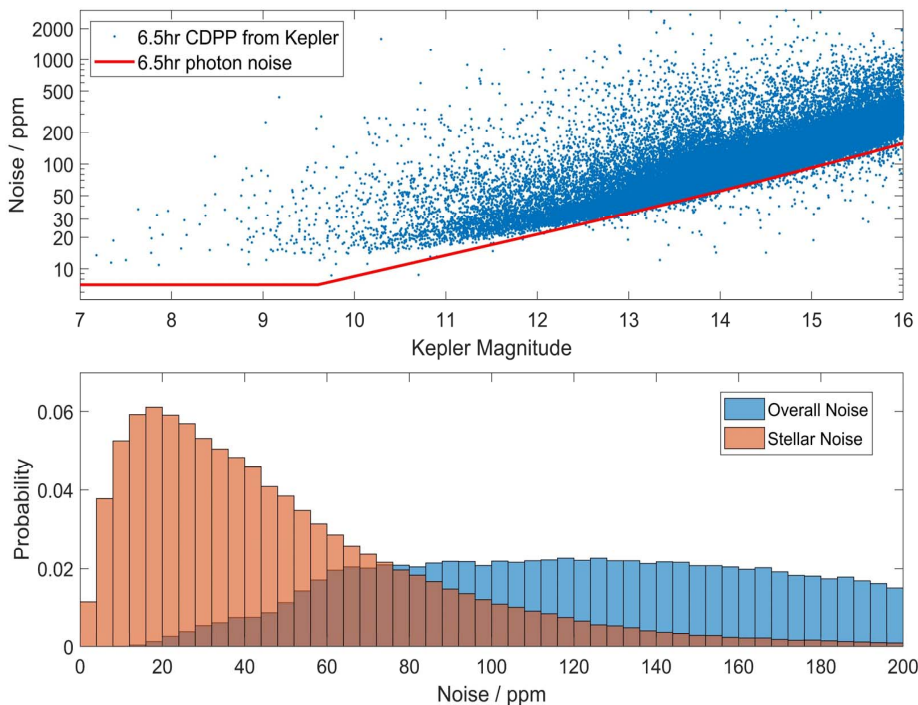 2000
1000
500
200
100
50
30
20
10
Noise / ppm
6.5hr CDPP from Kepler
6.5hr photon noise
7 8 9 10 11 12 13 14 15 16
Kepler Magnitude
0.06
0.04
0.02
0
Probability
Overall Noise
Stellar Noise
0 20 40 60 80 100 120 140 160 180 200
Noise / ppm